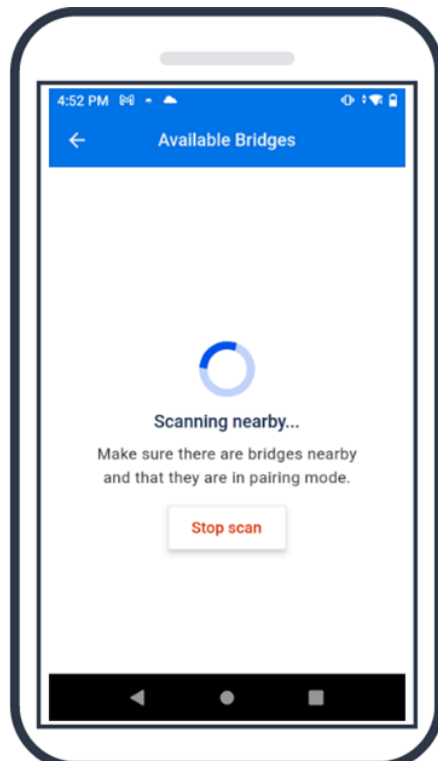 4:52 PM
Available Bridges
Scanning nearby...
Make sure there are bridges nearby
and that they are in pairing mode.
Stop scan